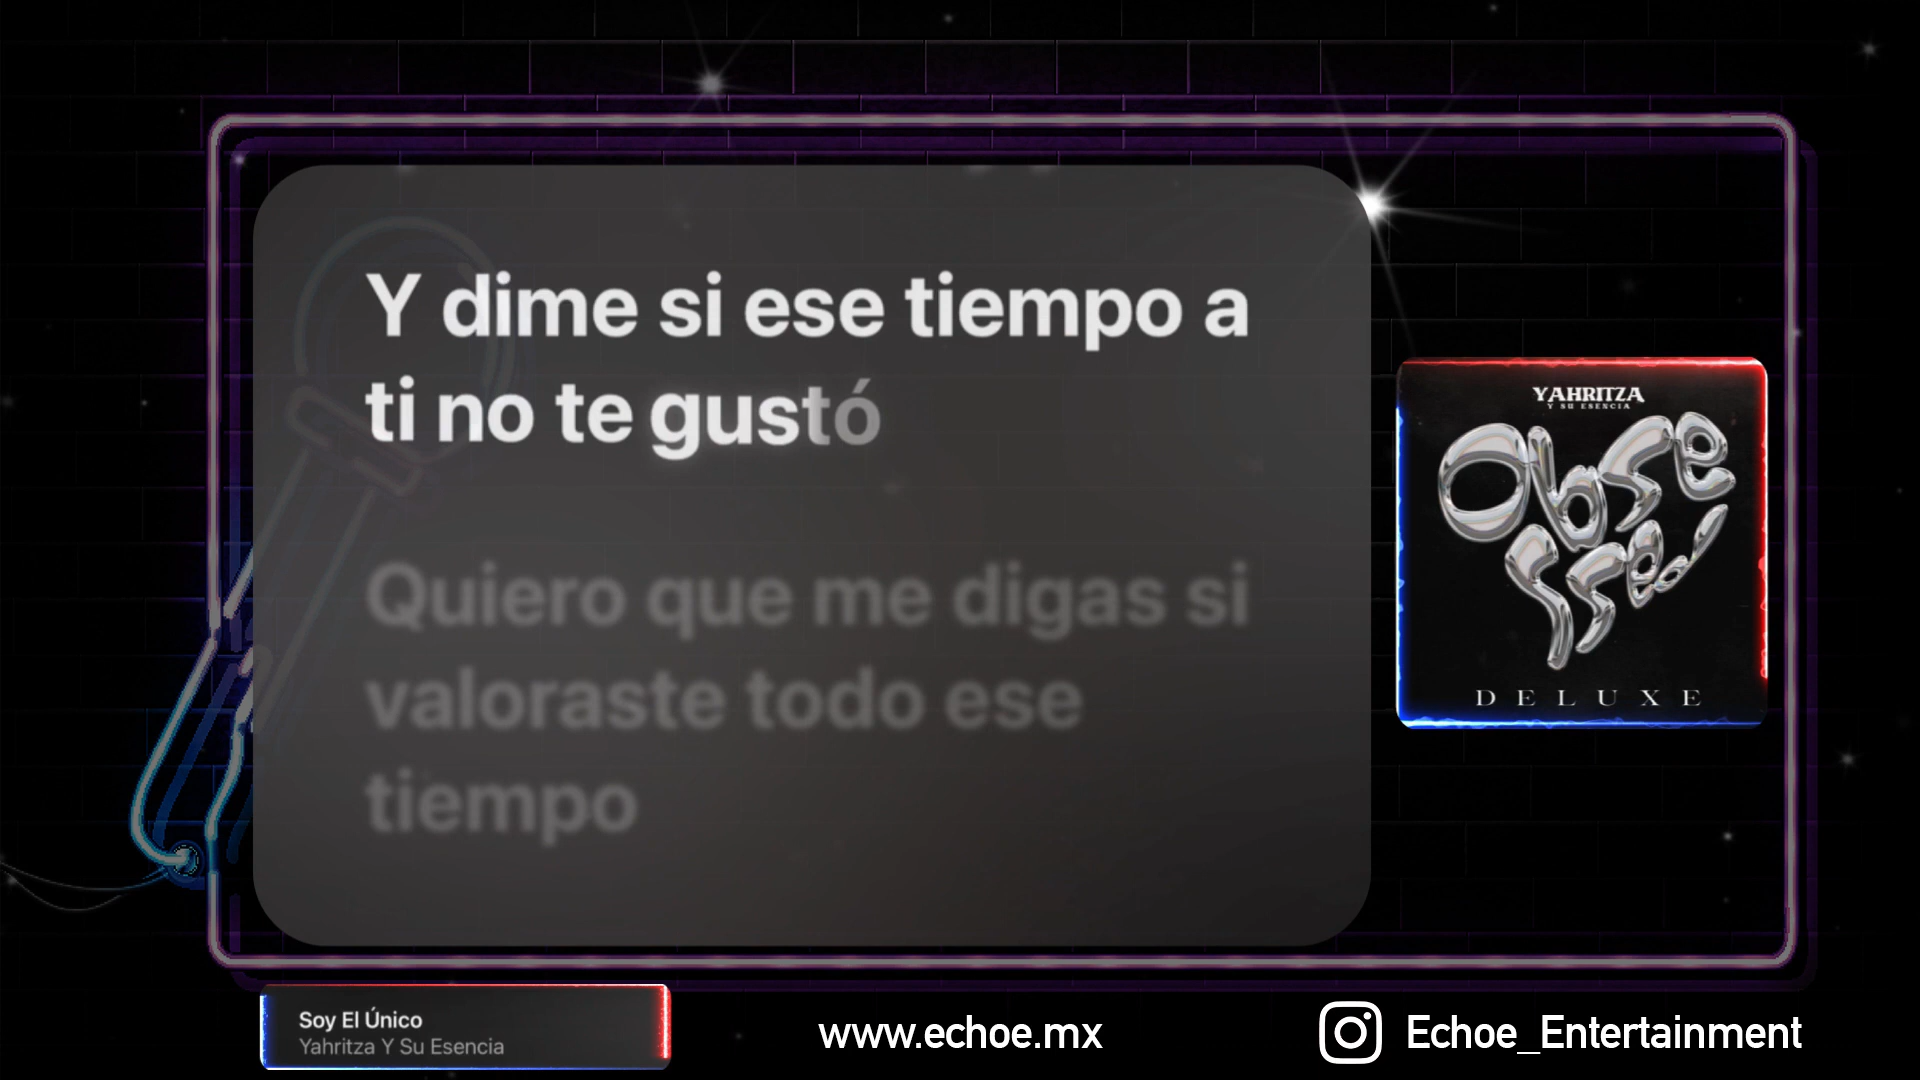 Y dime si ese tiempo a
ti no te gustó
Quiero que me digas si
valoraste todo ese
tiempo
YAHRITZA
Y SU ESENCIA
Obsessed
DELUXE
Soy El Único
Yahritza Y Su Esencia
www.echoe.mx
Echoe_Entertainment